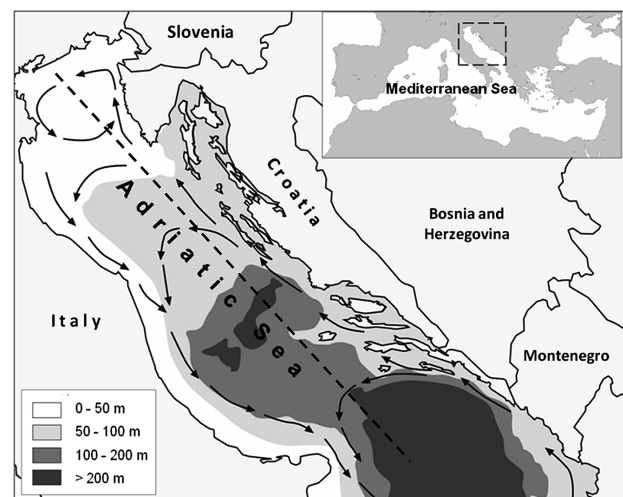 Slovenia
Mediterranean Sea
Croatia
Bosnia and
Herzegovina
Adriatic Sea
Italy
Montenegro
0 - 50 m
50 - 100 m
100 - 200 m
> 200 m